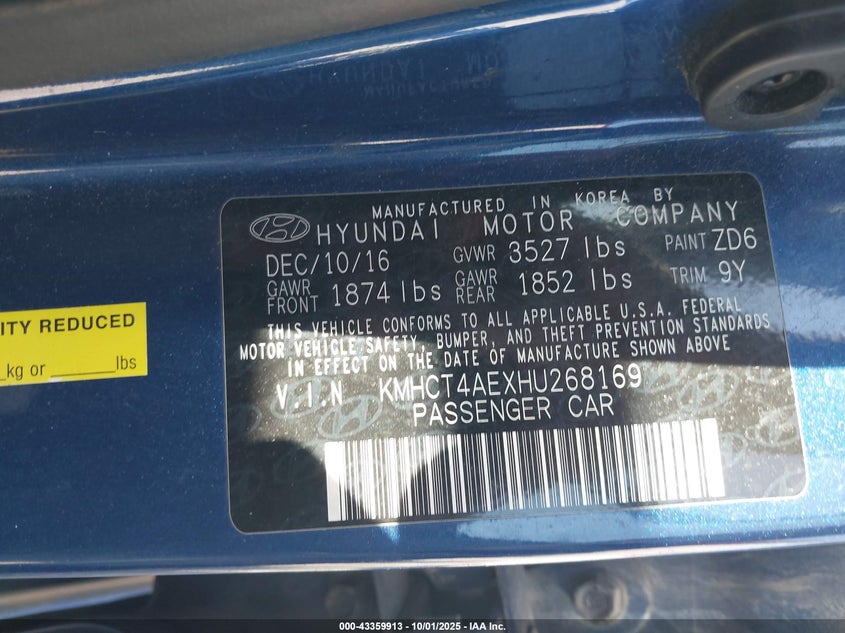 MANUFACTURED IN KOREA BY
HYUNDAI MOTOR COMPANY
DEC/10/16 GVWR 3527 lbs PAINT ZD6
GAWR FRONT 1874 lbs GAWR REAR 1852 lbs TRIM 9Y
THIS VEHICLE CONFORMS TO ALL APPLICABLE U.S.A. FEDERAL
MOTOR VEHICLE SAFETY, BUMPER, AND THEFT PREVENTION STANDARDS
IN EFFECT ON THE DATE OF MANUFACTURE SHOWN ABOVE
V.I.N KMHCT4AEXHU268169
PASSENGER CAR
ITY REDUCED
kg or ______lbs
000-43359913 - 10/01/2025 - IAA Inc.